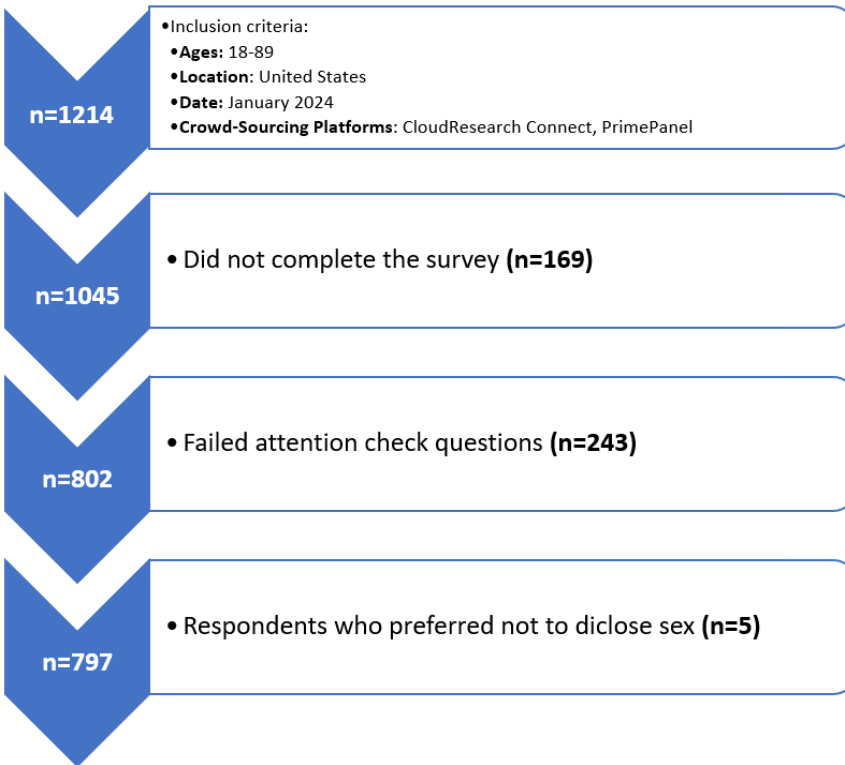 •Inclusion criteria:
•Ages: 18-89
•Location: United States
•Date: January 2024
•Crowd-Sourcing Platforms: CloudResearch Connect, PrimePanel
n=1214
• Did not complete the survey (n=169)
n=1045
• Failed attention check questions (n=243)
n=802
• Respondents who preferred not to diclose sex (n=5)
n=797